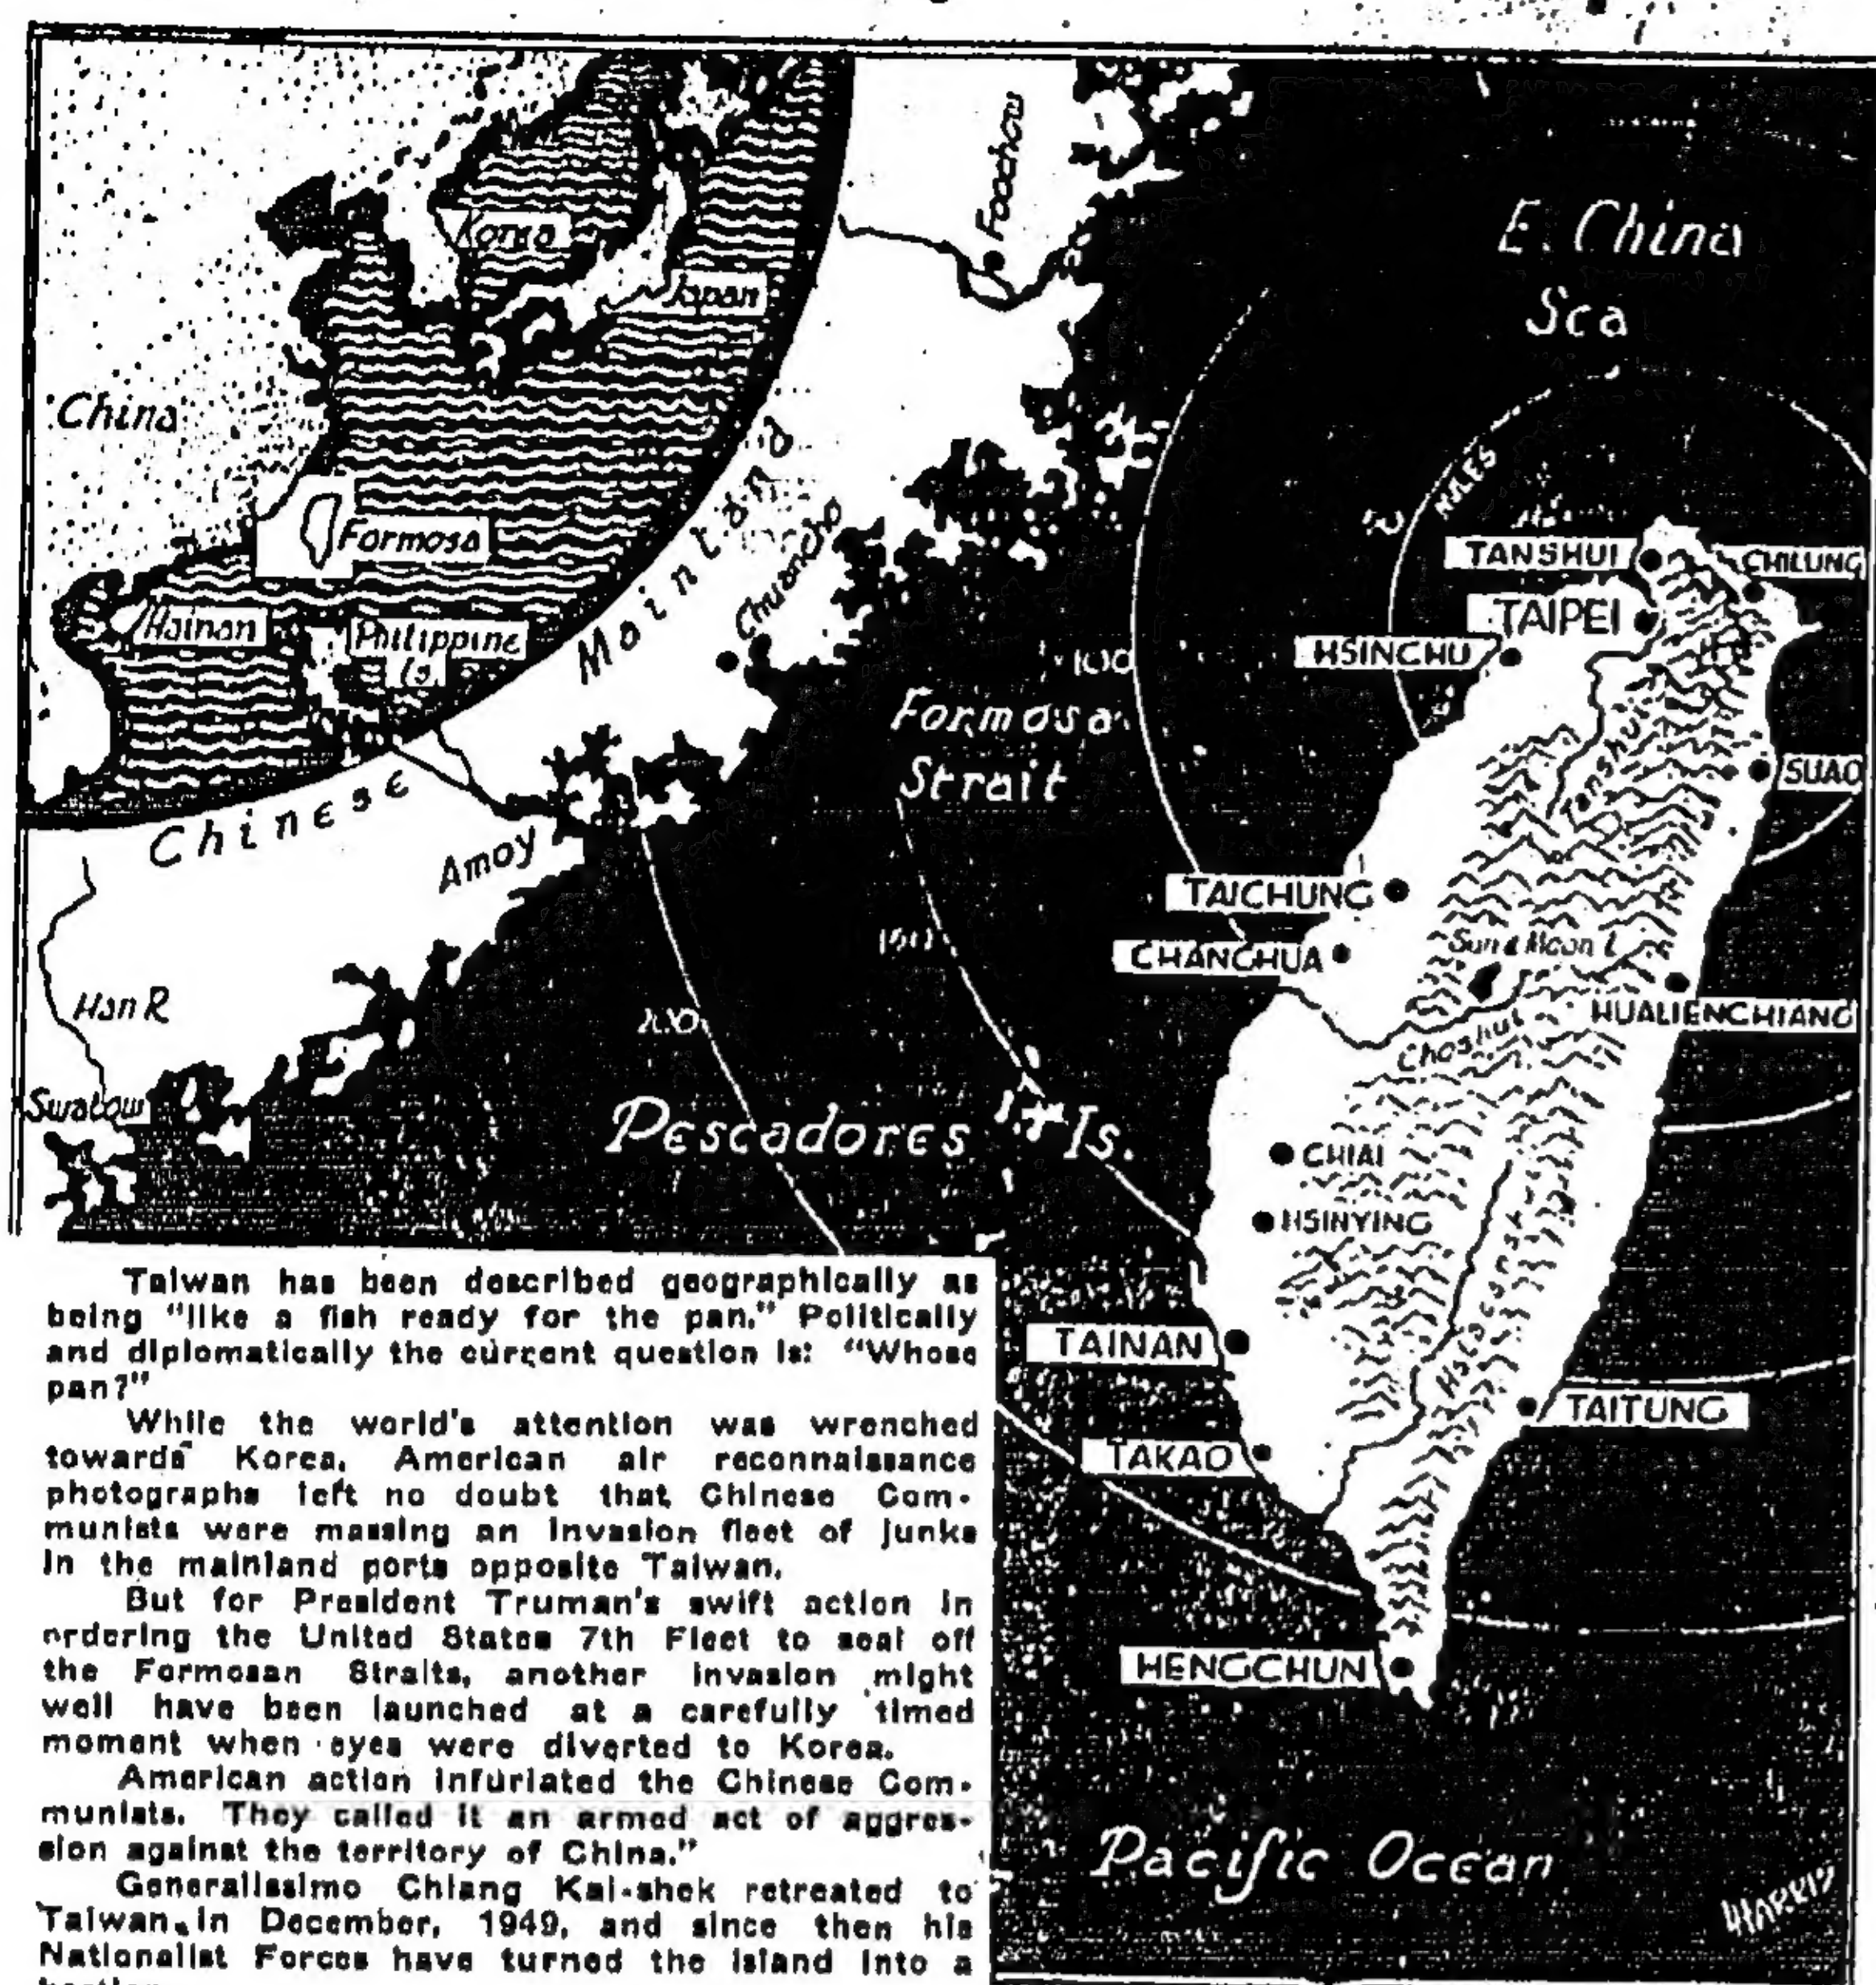 Korea
Japan
China
Formosa
Hainan
Philippine
Is.
Chinese Mainland
Foochow
Chuancho
Amoy
Han R
Swatow
E. China
Sea
MILES
100
150
200
Formosa
Strait
Pescadores Is.
TANSHUI
CHILUNG
TAIPEI
HSINCHU
Tanshui
SUAO
TAICHUNG
CHANGHUA
Sun & Moon L
HUALIENCHIANG
Choshui
CHIAI
HSINYING
TAINAN
TAITUNG
TAKAO
HENGCHUN
Pacific Ocean
HARRIS
Taiwan has been described geographically as
being "like a fish ready for the pan." Politically
and diplomatically the current question is: "Whose
pan?"
While the world's attention was wrenched
towards Korea, American air reconnaissance
photographs left no doubt that Chinese Com-
munists were massing an invasion fleet of junks
in the mainland ports opposite Taiwan.
But for President Truman's swift action in
ordering the United States 7th Fleet to seal off
the Formosan Straits, another invasion might
well have been launched at a carefully timed
moment when eyes were diverted to Korea.
American action infuriated the Chinese Com-
munists. They called it an armed act of aggres-
sion against the territory of China."
Generalissimo Chiang Kai-shek retreated to
Taiwan in December, 1949, and since then his
Nationalist Forces have turned the island into a